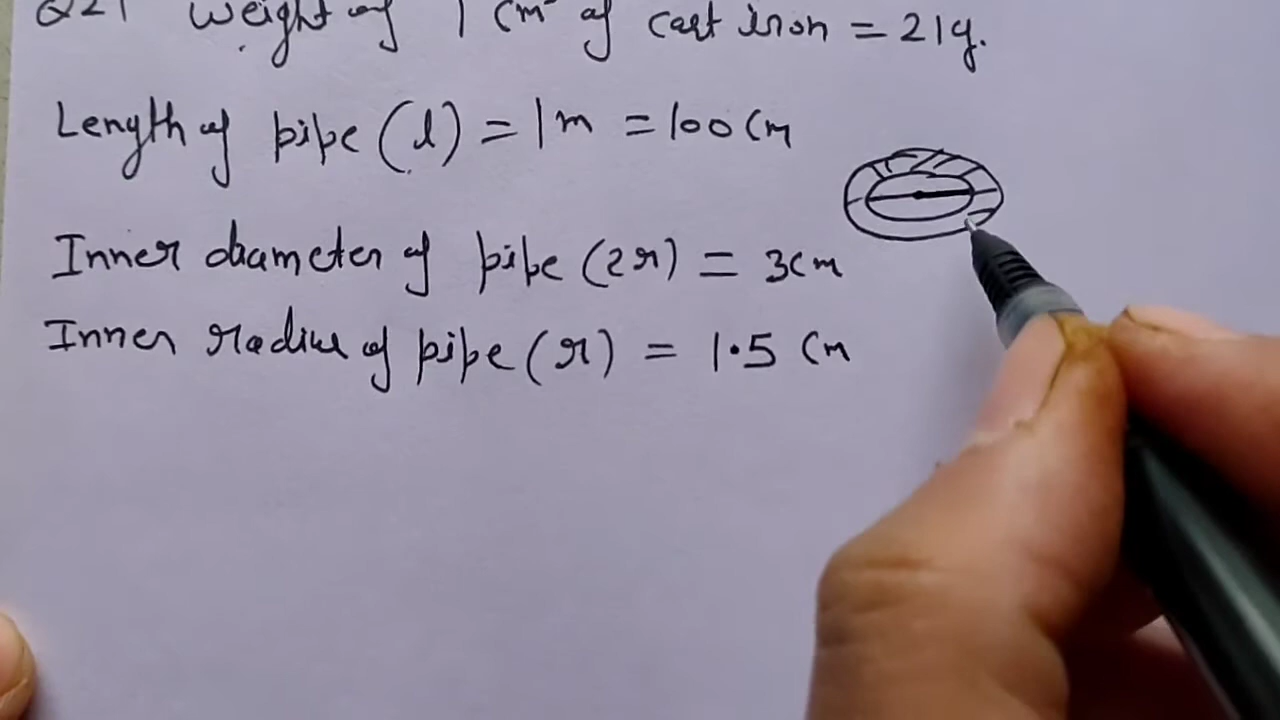 Q21 Weight of 1 cm³ of cast iron = 21g.
Length of pipe (l) = 1m = 100 cm
Inner diameter of pipe (2r) = 3cm
Inner radius of pipe (r) = 1.5 cm